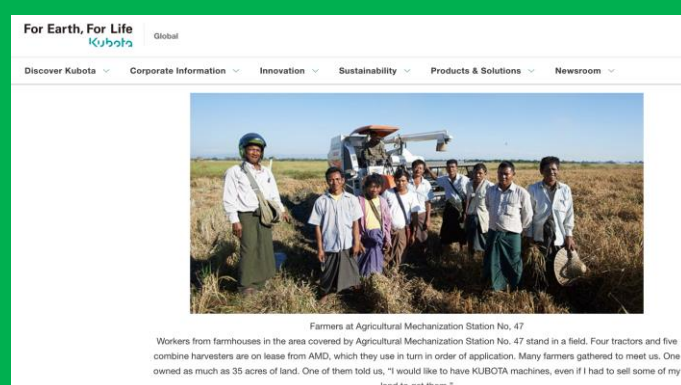 For Earth, For Life
Kubota
Global
Discover Kubota
Corporate Information
Innovation
Sustainability
Products & Solutions
Newsroom
Farmers at Agricultural Mechanization Station No, 47
Workers from farmhouses in the area covered by Agricultural Mechanization Station No. 47 stand in a field. Four tractors and five
combine harvesters are on lease from AMD, which they use in turn in order of application. Many farmers gathered to meet us. One
owned as much as 35 acres of land. One of them told us, "I would like to have KUBOTA machines, even if I had to sell some of my
land to get them."